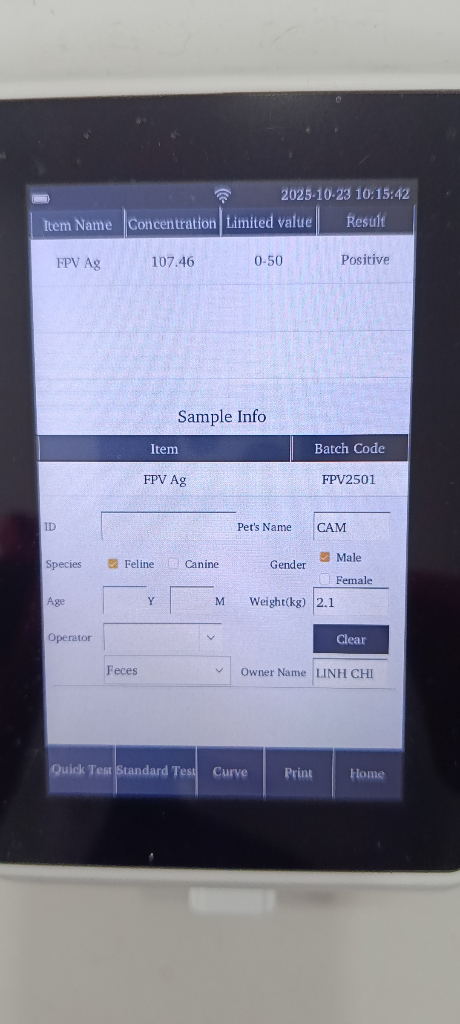 2025-10-23 10:15:42
Item Name Concentration Limited value Result
FPV Ag 107.46 0-50 Positive
Sample Info
Item Batch Code
FPV Ag FPV2501
ID Pet's Name CAM
Species Feline Canine Gender Male
Female
Age Y M Weight(kg) 2.1
Operator Clear
Feces Owner Name LINH CHI
Quick Test Standard Test Curve Print Home